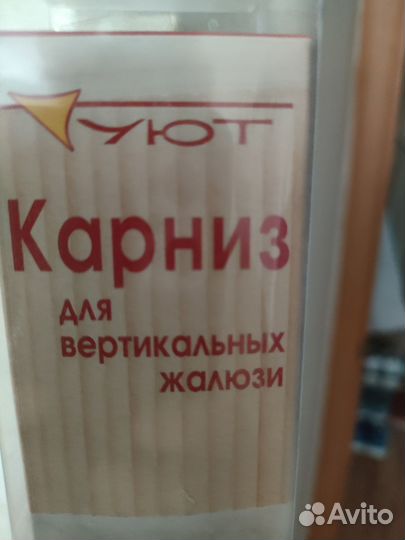 УЮТ
Карниз
для
вертикальных
жалюзи
Avito